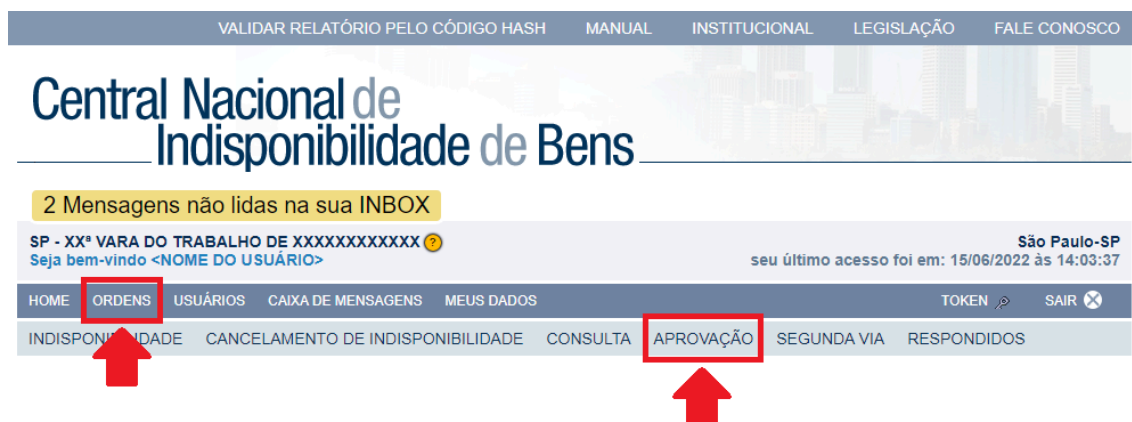 VALIDAR RELATÓRIO PELO CÓDIGO HASH MANUAL INSTITUCIONAL LEGISLAÇÃO FALE CONOSCO
Central Nacional de
Indisponibilidade de Bens
2 Mensagens não lidas na sua INBOX
SP - XXª VARA DO TRABALHO DE XXXXXXXXXXXX ? São Paulo-SP
Seja bem-vindo <NOME DO USUÁRIO> seu último acesso foi em: 15/06/2022 às 14:03:37
HOME ORDENS USUÁRIOS CAIXA DE MENSAGENS MEUS DADOS TOKEN SAIR
INDISPONIBILIDADE CANCELAMENTO DE INDISPONIBILIDADE CONSULTA APROVAÇÃO SEGUNDA VIA RESPONDIDOS